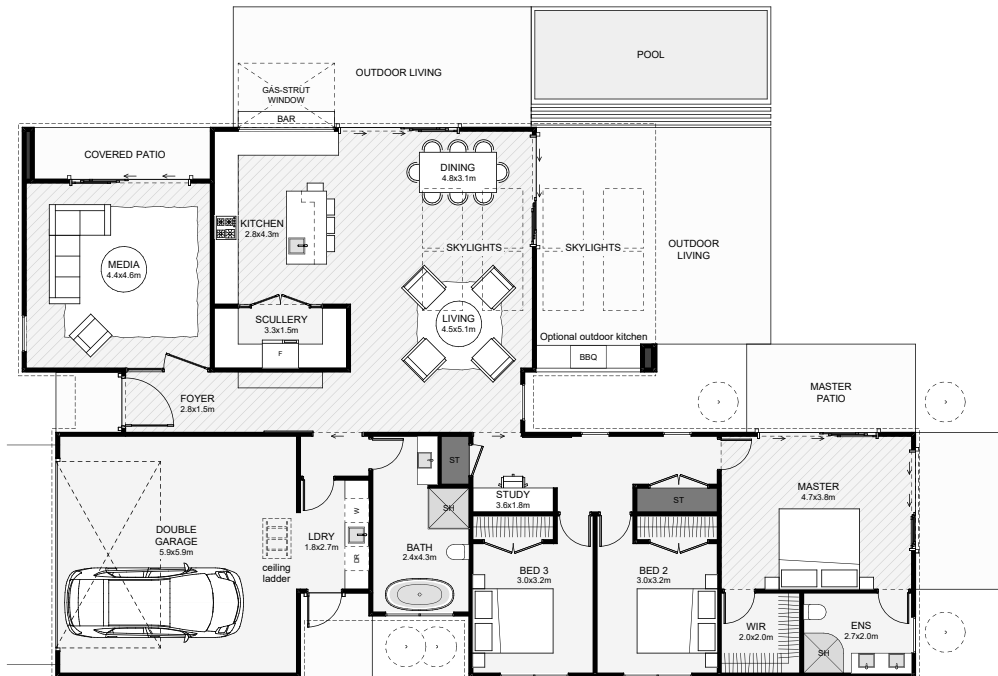 POOL
OUTDOOR LIVING
GAS-STRUT
WINDOW
BAR
COVERED PATIO
DINING
4.8x3.1m
KITCHEN
2.8x4.3m
SKYLIGHTS
SKYLIGHTS
OUTDOOR
LIVING
MEDIA
4.4x4.6m
SCULLERY
3.3x1.5m
F
LIVING
4.5x5.1m
Optional outdoor kitchen
BBQ
FOYER
2.8x1.5m
MASTER
PATIO
ST
STUDY
3.6x1.8m
ST
MASTER
4.7x3.8m
DOUBLE
GARAGE
5.9x5.9m
ceiling
ladder
LDRY
1.8x2.7m
W
DR
SH
BATH
2.4x4.3m
BED 3
3.0x3.2m
BED 2
3.0x3.2m
WIR
2.0x2.0m
ENS
2.7x2.0m
SH